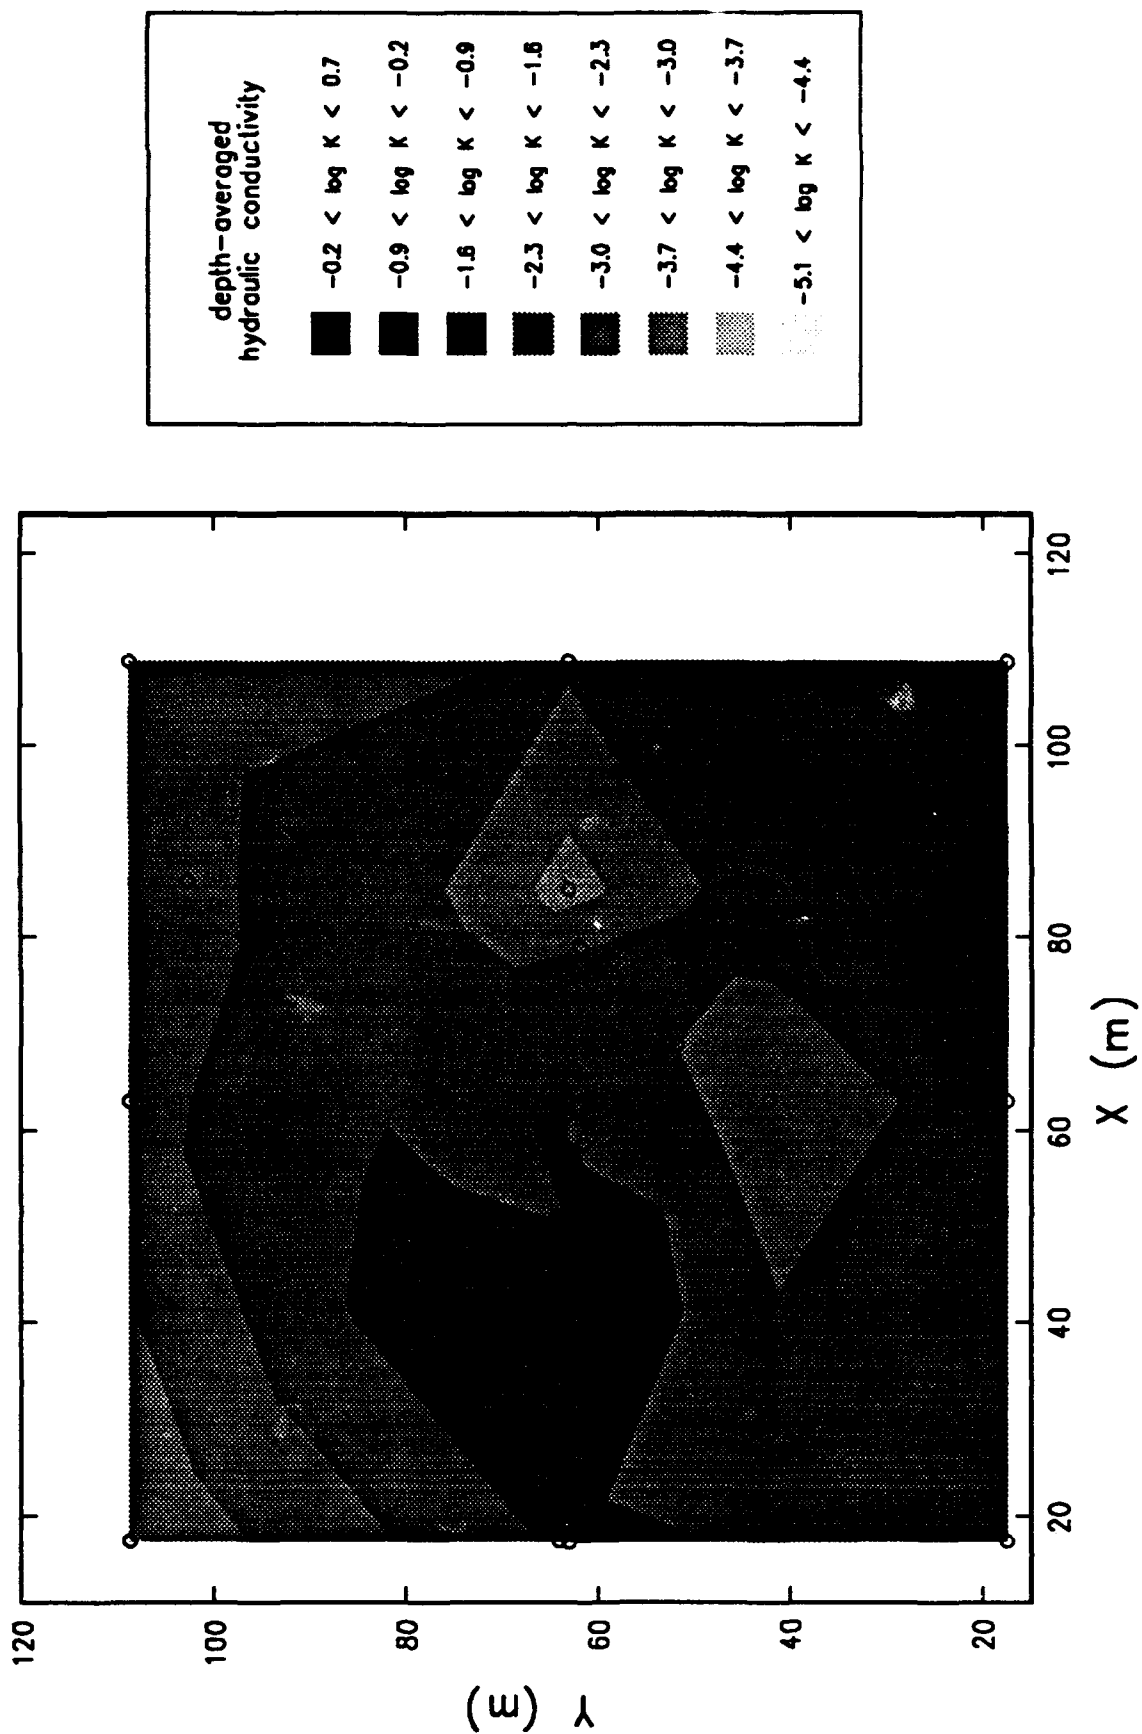 depth-averaged
hydraulic conductivity
-0.2 < log K < 0.7
-0.9 < log K < -0.2
-1.6 < log K < -0.9
-2.3 < log K < -1.6
-3.0 < log K < -2.3
-3.7 < log K < -3.0
-4.4 < log K < -3.7
-5.1 < log K < -4.4
120
100
80
60
40
20
Y (m)
20
40
60
80
100
120
X (m)